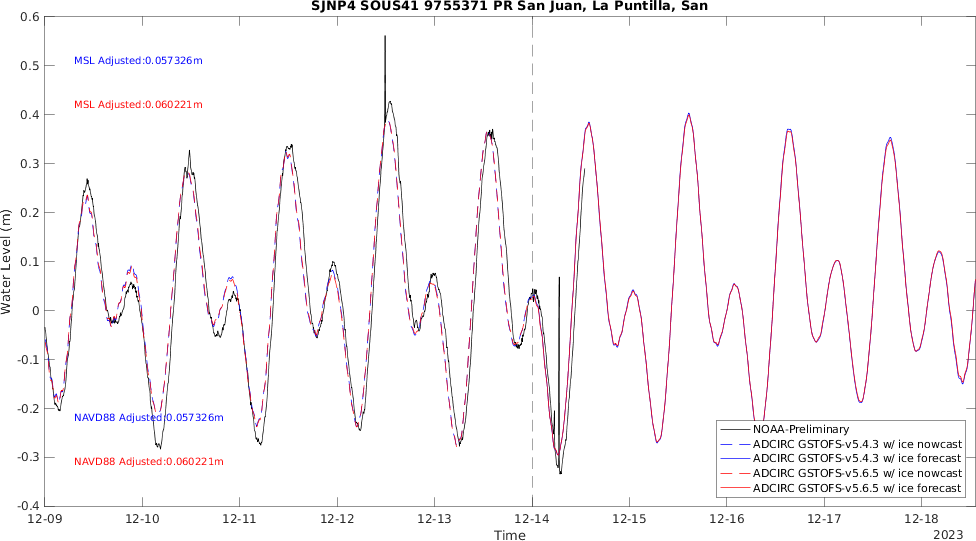 SJNP4 SOUS41 9755371 PR San Juan, La Puntilla, San
0.6
0.5
0.4
0.3
0.2
0.1
0
-0.1
-0.2
-0.3
-0.4
Water Level (m)
MSL Adjusted:0.057326m
MSL Adjusted:0.060221m
NAVD88 Adjusted:0.057326m
NAVD88 Adjusted:0.060221m
NOAA-Preliminary
ADCIRC GSTOFS-v5.4.3 w/ ice nowcast
ADCIRC GSTOFS-v5.4.3 w/ ice forecast
ADCIRC GSTOFS-v5.6.5 w/ ice nowcast
ADCIRC GSTOFS-v5.6.5 w/ ice forecast
12-09 12-10 12-11 12-12 12-13 12-14 12-15 12-16 12-17 12-18
Time
2023